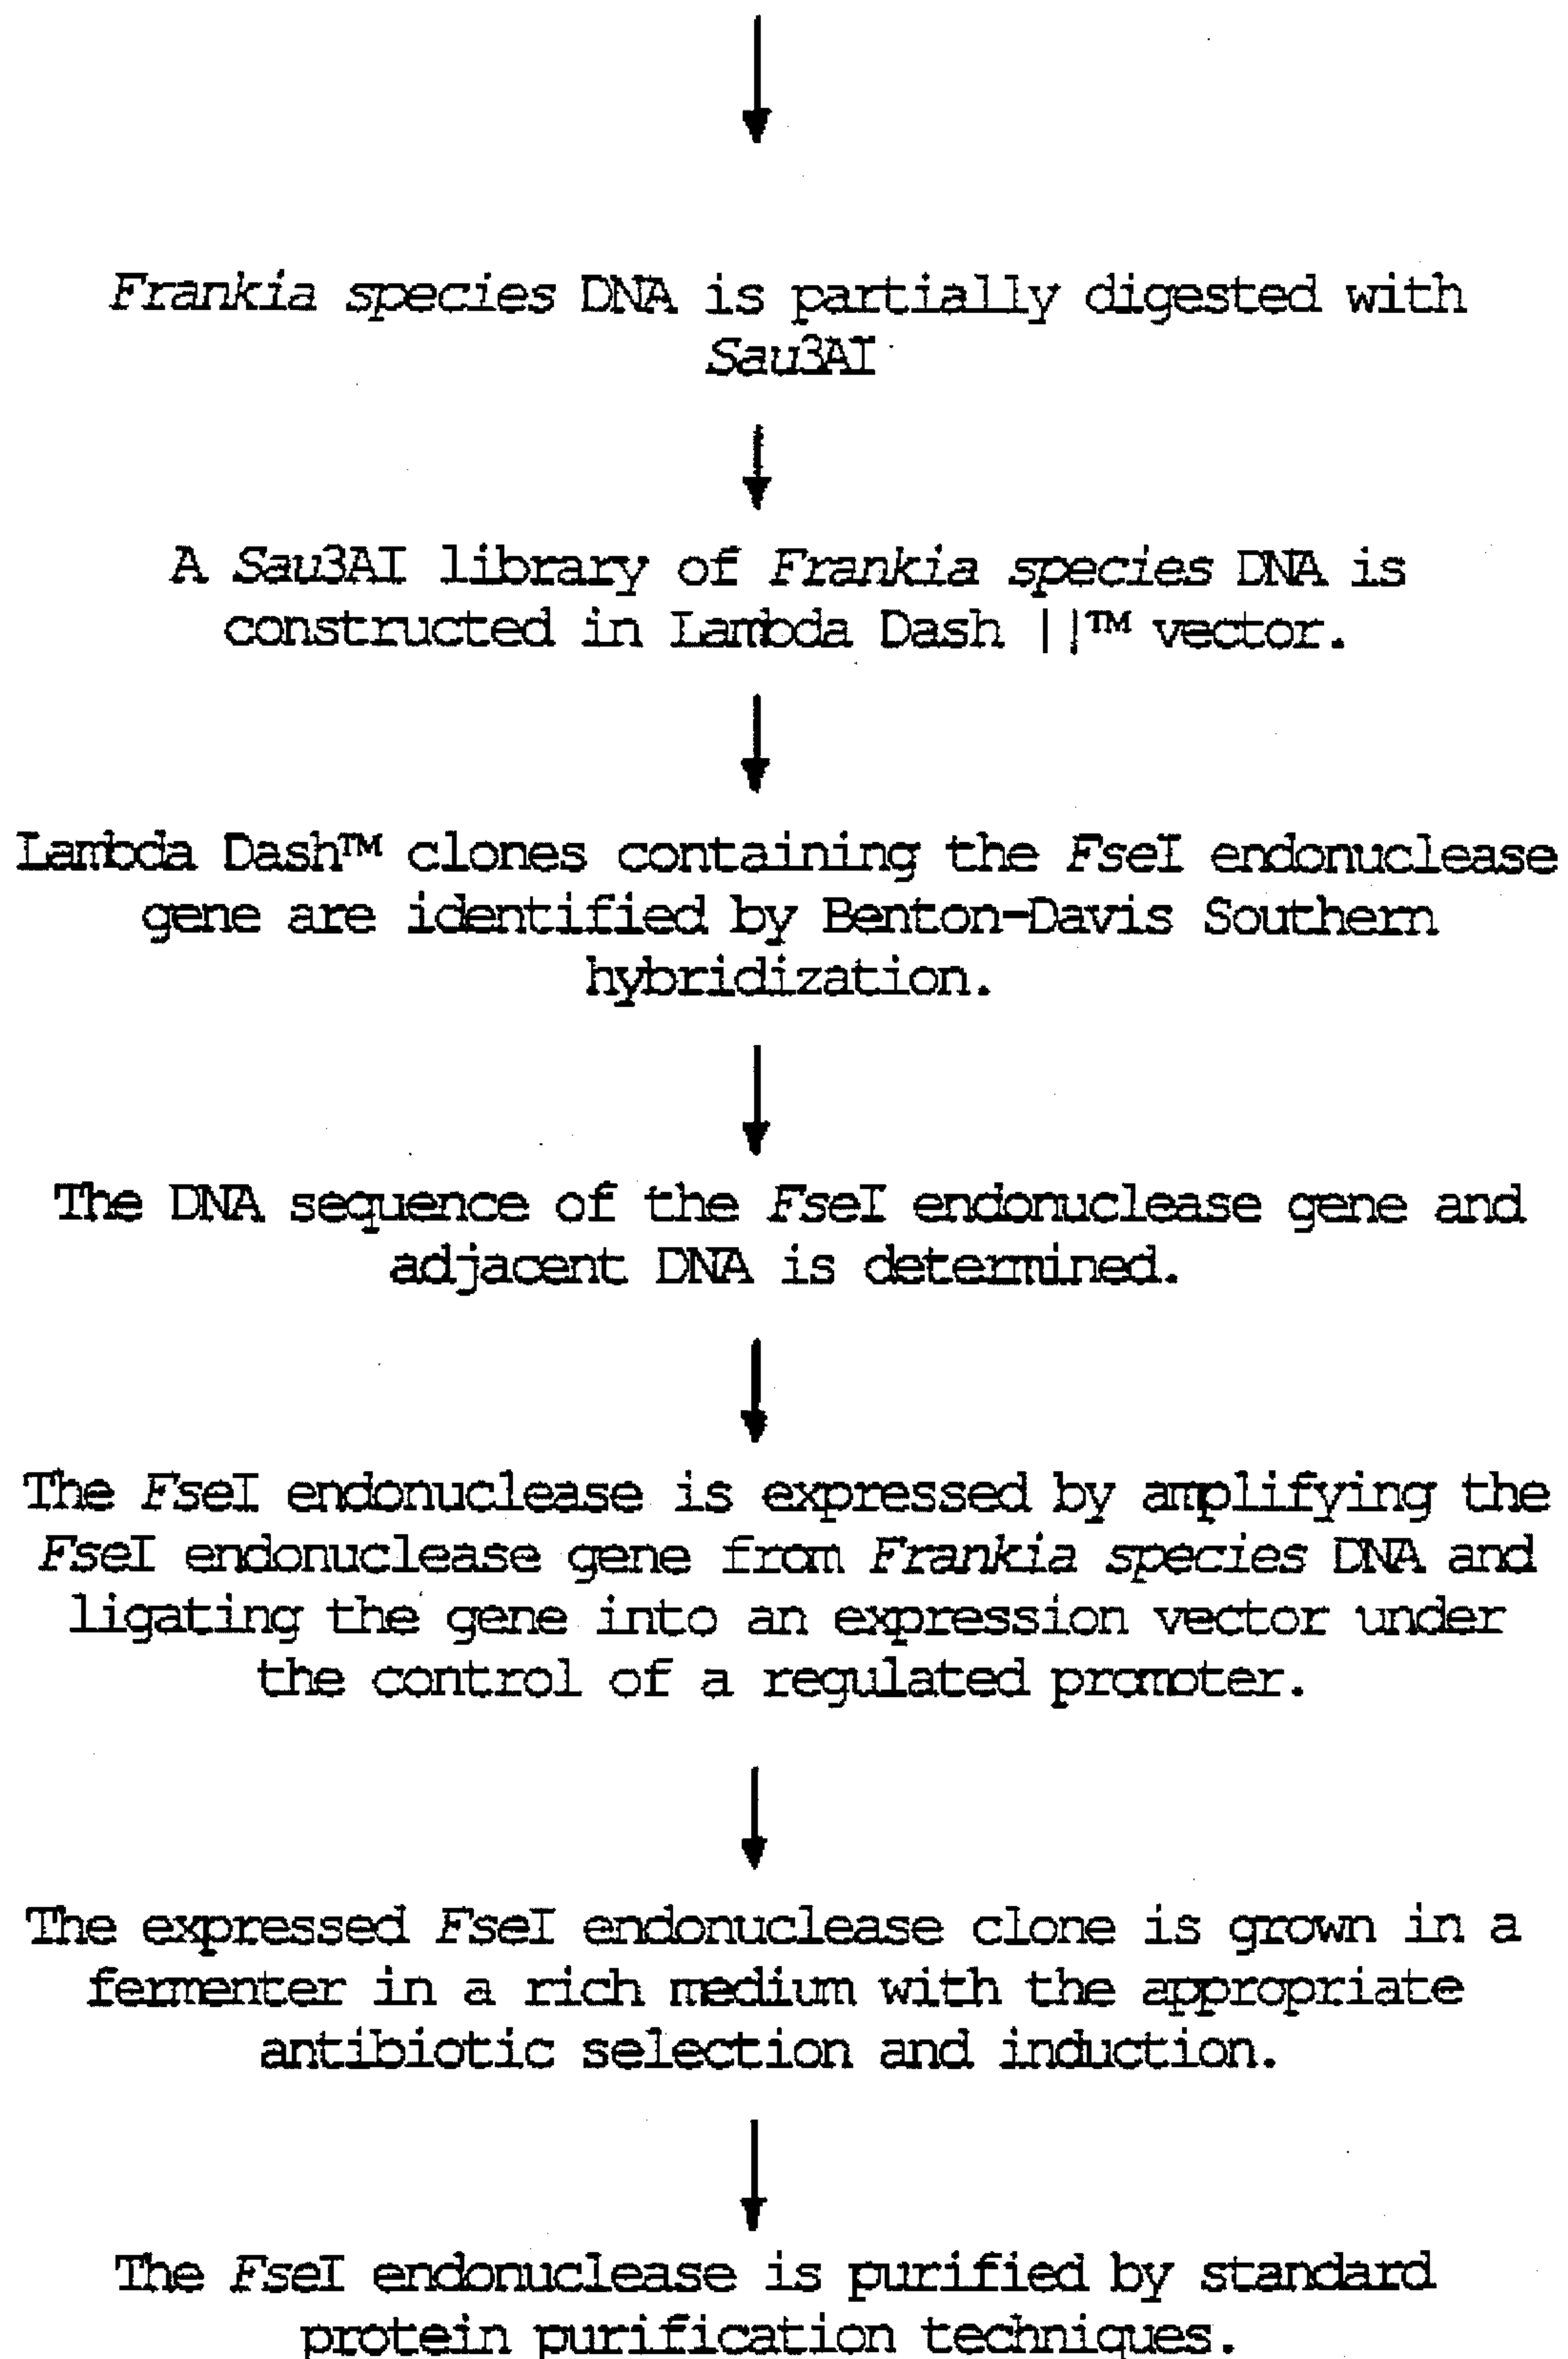 Frankia species DNA is partially digested with
Sau3AI
A Sau3AI library of Frankia species DNA is
constructed in Lambda Dash ||™ vector.
Lambda Dash™ clones containing the FseI endonuclease
gene are identified by Benton-Davis Southern
hybridization.
The DNA sequence of the FseI endonuclease gene and
adjacent DNA is determined.
The FseI endonuclease is expressed by amplifying the
FseI endonuclease gene from Frankia species DNA and
ligating the gene into an expression vector under
the control of a regulated promoter.
The expressed FseI endonuclease clone is grown in a
fermenter in a rich medium with the appropriate
antibiotic selection and induction.
The FseI endonuclease is purified by standard
protein purification techniques.